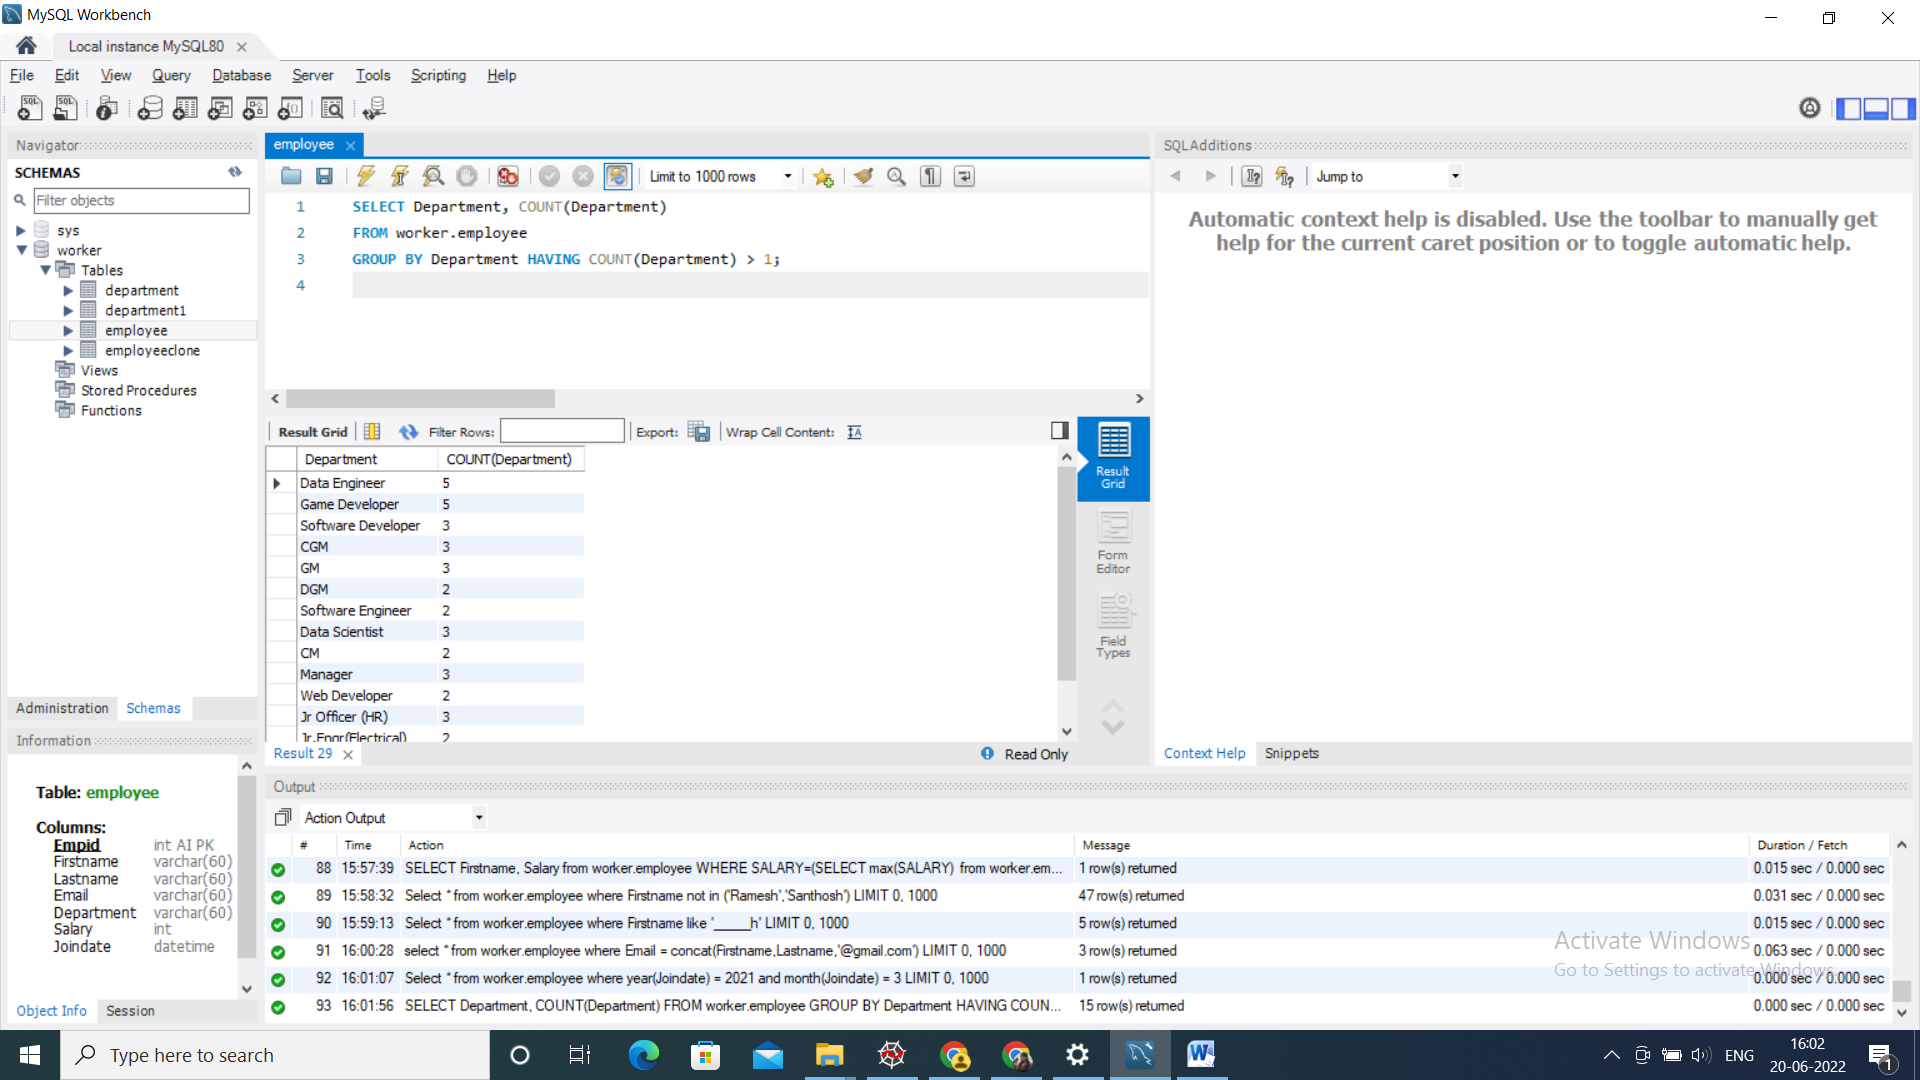 MySQL Workbench
Local instance MySQL80
File Edit View Query Database Server Tools Scripting Help
Navigator
SCHEMAS
Filter objects
sys
worker
Tables
department
department1
employee
employeeclone
Views
Stored Procedures
Functions
Administration Schemas
Information
Table: employee
Columns:
Empid int AI PK
Firstname varchar(60)
Lastname varchar(60)
Email varchar(60)
Department varchar(60)
Salary int
Joindate datetime
Object Info Session
employee
Limit to 1000 rows
1 SELECT Department, COUNT(Department)
2 FROM worker.employee
3 GROUP BY Department HAVING COUNT(Department) > 1;
4
Result Grid Filter Rows: Export: Wrap Cell Content:
Department COUNT(Department)
Data Engineer 5
Game Developer 5
Software Developer 3
CGM 3
GM 3
DGM 2
Software Engineer 2
Data Scientist 3
CM 2
Manager 3
Web Developer 2
Jr Officer (HR) 3
Jr.Engr(Electrical) 2
Result
Grid
Form
Editor
Field
Types
Result 29 Read Only
SQLAdditions
Jump to
Automatic context help is disabled. Use the toolbar to manually get
help for the current caret position or to toggle automatic help.
Context Help Snippets
Output
Action Output
# Time Action Message Duration / Fetch
88 15:57:39 SELECT Firstname, Salary from worker.employee WHERE SALARY=(SELECT max(SALARY) from worker.em... 1 row(s) returned 0.015 sec / 0.000 sec
89 15:58:32 Select * from worker.employee where Firstname not in ('Ramesh','Santhosh') LIMIT 0, 1000 47 row(s) returned 0.031 sec / 0.000 sec
90 15:59:13 Select * from worker.employee where Firstname like '_____h' LIMIT 0, 1000 5 row(s) returned 0.015 sec / 0.000 sec
91 16:00:28 select * from worker.employee where Email = concat(Firstname,Lastname,'@gmail.com') LIMIT 0, 1000 3 row(s) returned 0.063 sec / 0.000 sec
92 16:01:07 Select * from worker.employee where year(Joindate) = 2021 and month(Joindate) = 3 LIMIT 0, 1000 1 row(s) returned 0.000 sec / 0.000 sec
93 16:01:56 SELECT Department, COUNT(Department) FROM worker.employee GROUP BY Department HAVING COUN... 15 row(s) returned 0.000 sec / 0.000 sec
Activate Windows
Go to Settings to activate Windows.
Type here to search
ENG
16:02
20-06-2022
1